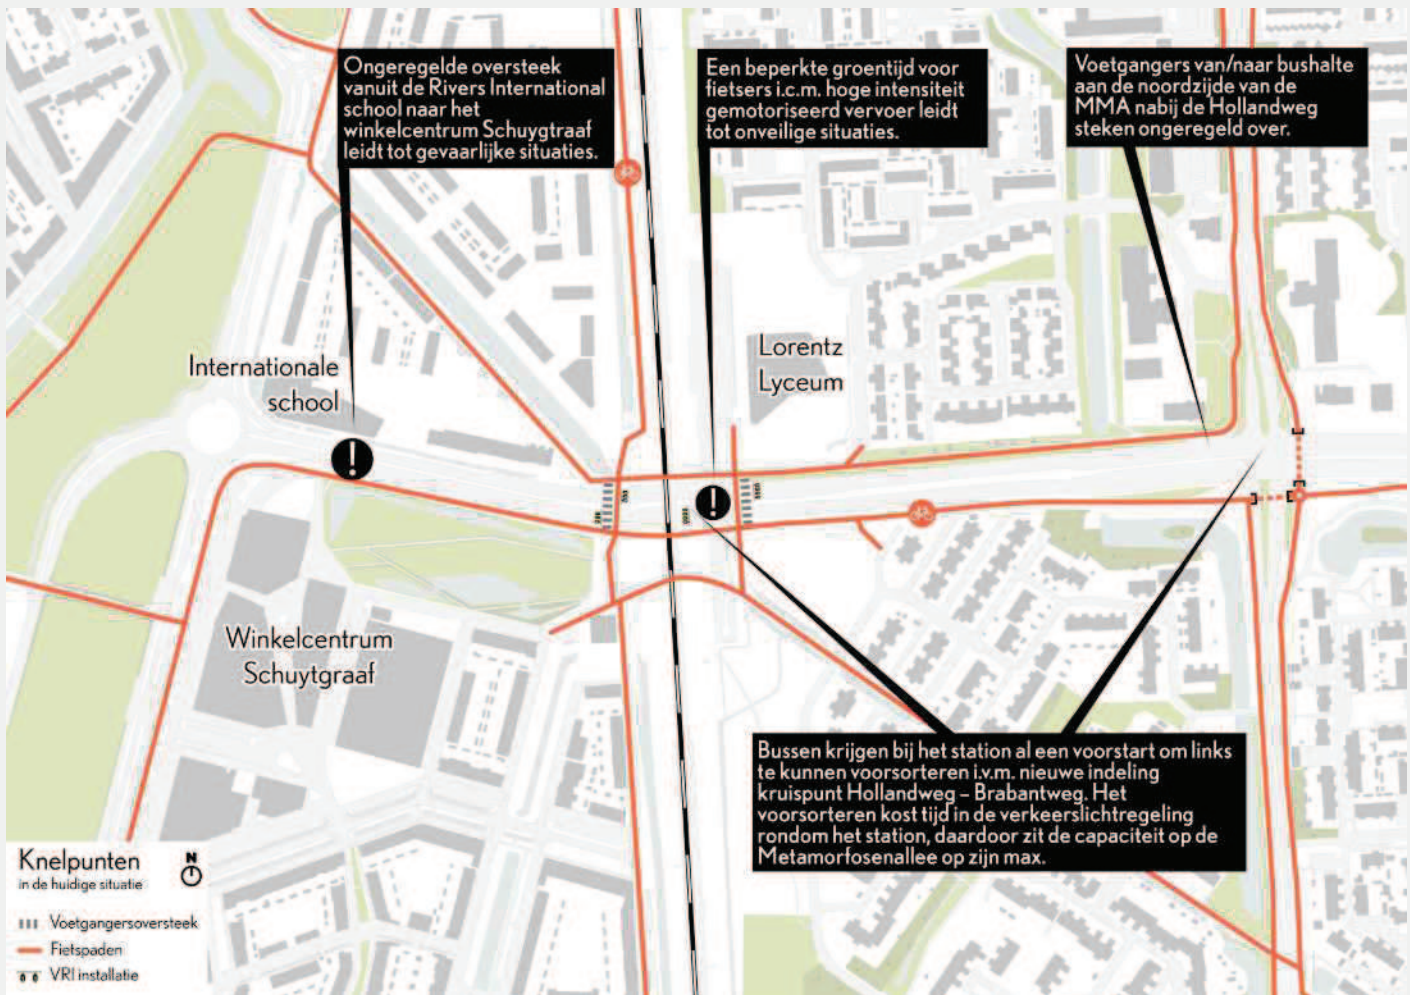 Ongeregelde oversteek
vanuit de Rivers International
school naar het
winkelcentrum Schuygtraaf
leidt tot gevaarlijke situaties.
Een beperkte groentijd voor
fietsers i.c.m. hoge intensiteit
gemotoriseerd vervoer leidt
tot onveilige situaties.
Voetgangers van/naar bushalte
aan de noordzijde van de
MMA nabij de Hollandweg
steken ongeregeld over.
Internationale
school
Lorentz
Lyceum
!
!
Winkelcentrum
Schuytgraaf
Bussen krijgen bij het station al een voorstart om links
te kunnen voorsorteren i.v.m. nieuwe indeling
kruispunt Hollandweg – Brabantweg. Het
voorsorteren kost tijd in de verkeerslichtregeling
rondom het station, daardoor zit de capaciteit op de
Metamorfosenallee op zijn max.
Knelpunten
in de huidige situatie
N
Voetgangersoversteek
Fietspaden
VRI installatie